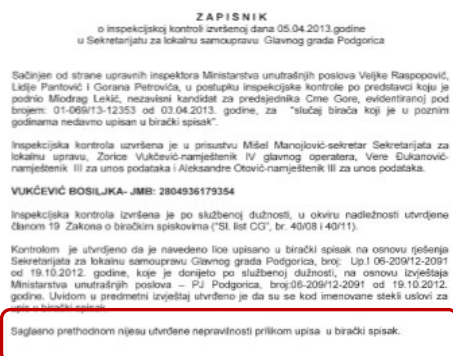 Z A P I S N I K
o inspekcijskoj kontroli izvršenoj dana 05.04.2013.godine
u Sekretarijatu za lokalnu samoupravu Glavnog grada Podgorica
Sačinjen od strane upravnih inspektora Ministarstva unutrašnjih poslova Veljke Raspopović,
Lidije Pantović i Gorana Petrovića, u postupku inspekcijske kontrole po predstavci koju je
podnio Miodrag Lekić, nezavisni kandidat za predsjednika Crne Gore, evidentiranoj pod
brojem: 01-069/13-12353 od 03.04.2013. godine, za "slučaj birača koji je u poznim
godinama nedavno upisan u birački spisak".
Inspekcijska kontrola uzvršena je u prisustvu Mišel Manojlović-sekretar Sekretarijata za
lokalnu upravu, Zorice Vukčević-namještenik IV glavnog operatera, Vere Đukanović-
namještenik III za unos podataka i Aleksandre Otović-namještenik III za unos podataka.
VUKČEVIĆ BOSILJKA- JMB: 2804936179354
Inspekcijska kontrola izvršena je po službenoj dužnosti, u okviru nadležnosti utvrdjene
članom 19 Zakona o biračkim spiskovima ("Sl. list CG", br. 40/08 i 40/11).
Kontrolom je utvrdjeno da je navedeno lice upisano u birački spisak na osnovu rješenja
Sekretarijata za lokalnu samoupravu Glavnog grada Podgorica, broj: Up.I 06-209/12-2091
od 19.10.2012. godine, koje je donijeto po službenoj dužnosti, na osnovu izvještaja
Ministarstva unutrašnjih poslova – PJ Podgorica, broj:06-209/12-2091 od 19.10.2012.
godine. Uvidom u predmetni izvještaj utvrđeno je da su se kod imenovane stekli uslovi za
upis u birački spisak.
Saglasno prethodnom nijesu utvrđene nepravilnosti prilikom upisa u birački spisak.